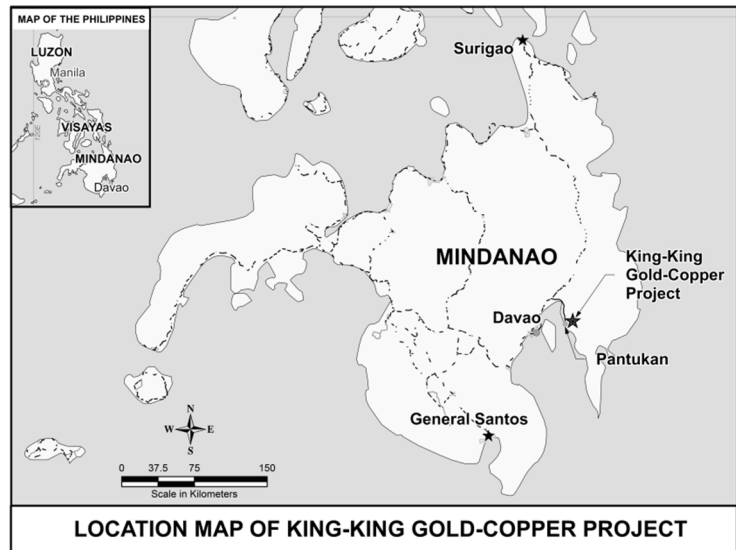 MAP OF THE PHILIPPINES
LUZON
Manila
VISAYAS
120E
MINDANAO
Davao
Surigao
MINDANAO
King-King
Gold-Copper
Project
Davao
Pantukan
General Santos
N
W
E
S
0 37.5 75 150
Scale in Kilometers
LOCATION MAP OF KING-KING GOLD-COPPER PROJECT